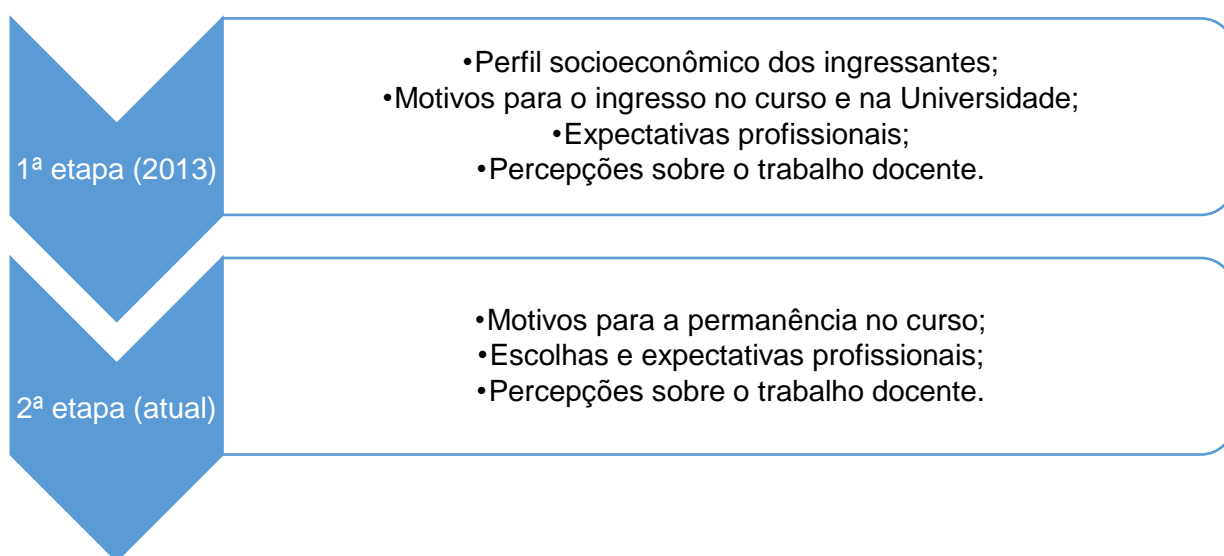 1ª etapa (2013)
•Perfil socioeconômico dos ingressantes;
•Motivos para o ingresso no curso e na Universidade;
•Expectativas profissionais;
•Percepções sobre o trabalho docente.
2ª etapa (atual)
•Motivos para a permanência no curso;
•Escolhas e expectativas profissionais;
•Percepções sobre o trabalho docente.